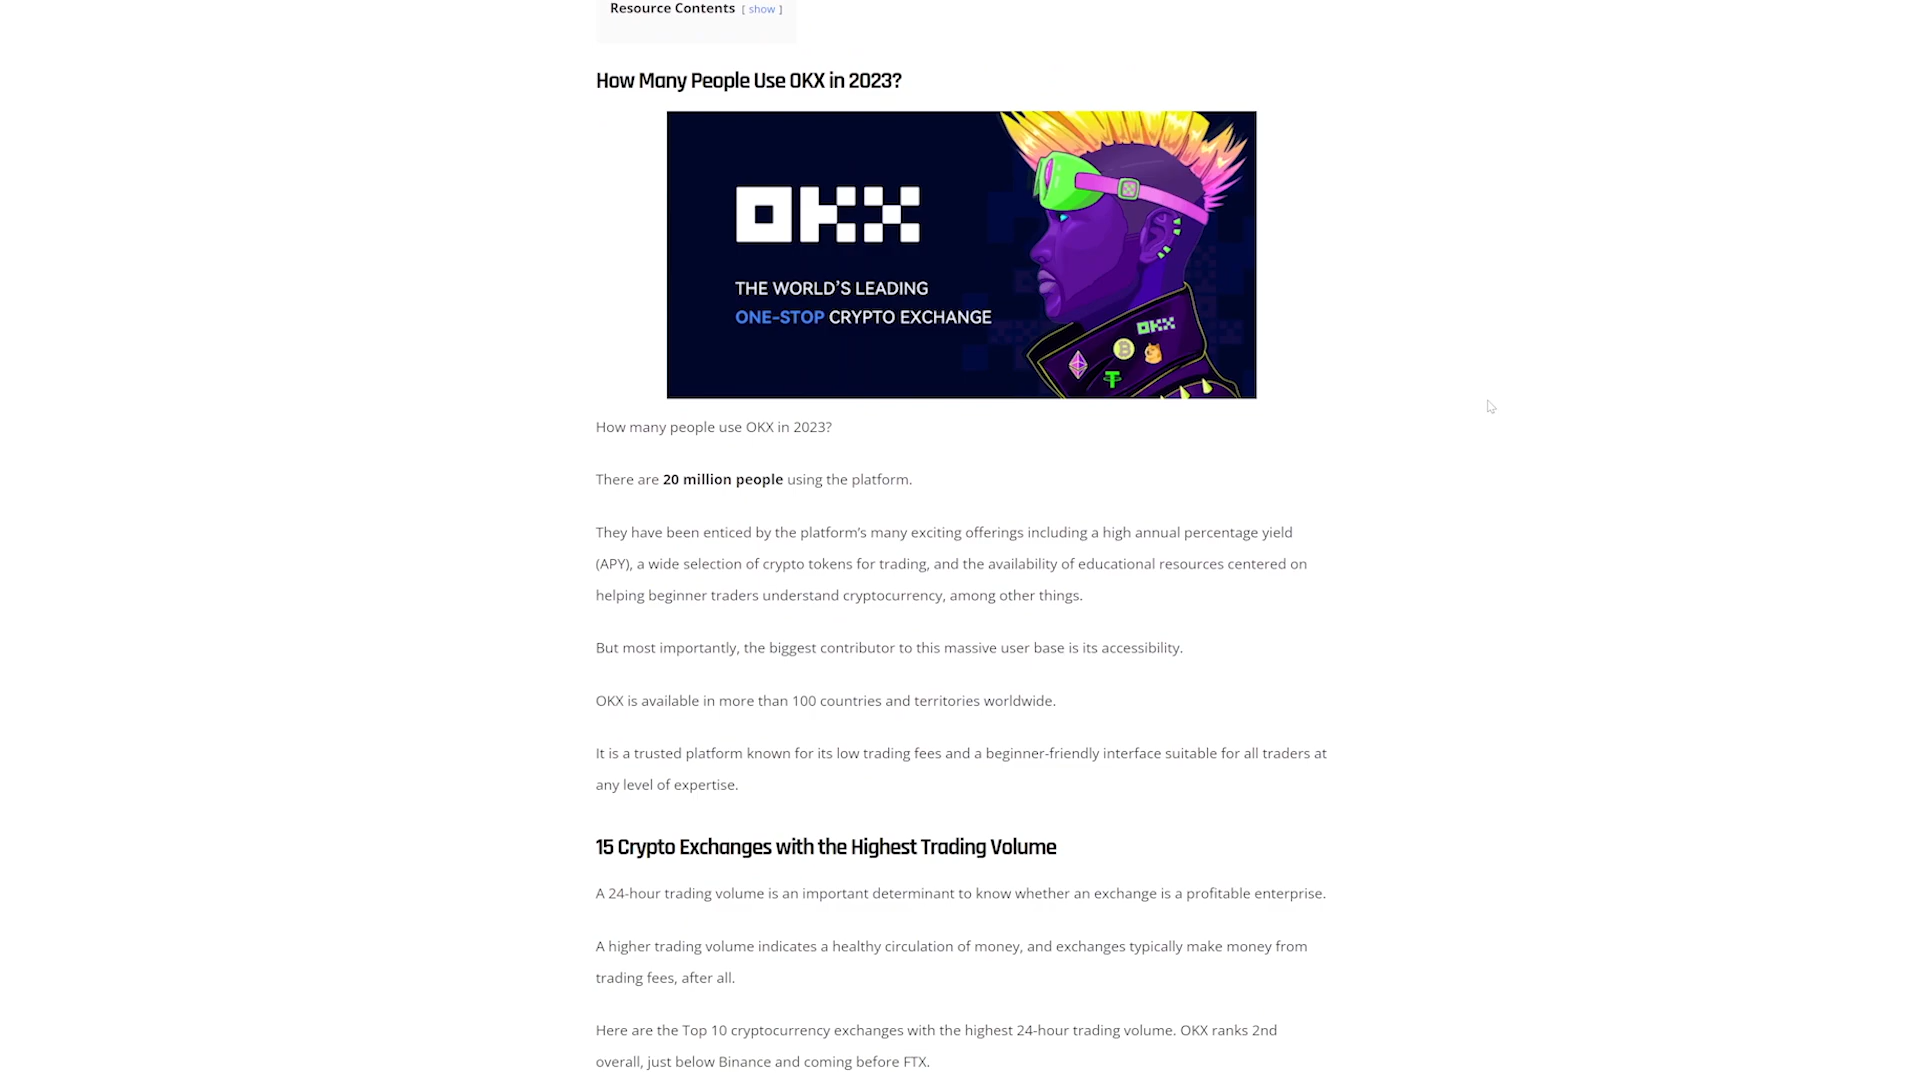 Resource Contents [ show ]
How Many People Use OKX in 2023?
OKX
THE WORLD’S LEADING
ONE-STOP CRYPTO EXCHANGE
OKX
How many people use OKX in 2023?
There are 20 million people using the platform.
They have been enticed by the platform’s many exciting offerings including a high annual percentage yield
(APY), a wide selection of crypto tokens for trading, and the availability of educational resources centered on
helping beginner traders understand cryptocurrency, among other things.
But most importantly, the biggest contributor to this massive user base is its accessibility.
OKX is available in more than 100 countries and territories worldwide.
It is a trusted platform known for its low trading fees and a beginner-friendly interface suitable for all traders at
any level of expertise.
15 Crypto Exchanges with the Highest Trading Volume
A 24-hour trading volume is an important determinant to know whether an exchange is a profitable enterprise.
A higher trading volume indicates a healthy circulation of money, and exchanges typically make money from
trading fees, after all.
Here are the Top 10 cryptocurrency exchanges with the highest 24-hour trading volume. OKX ranks 2nd
overall, just below Binance and coming before FTX.